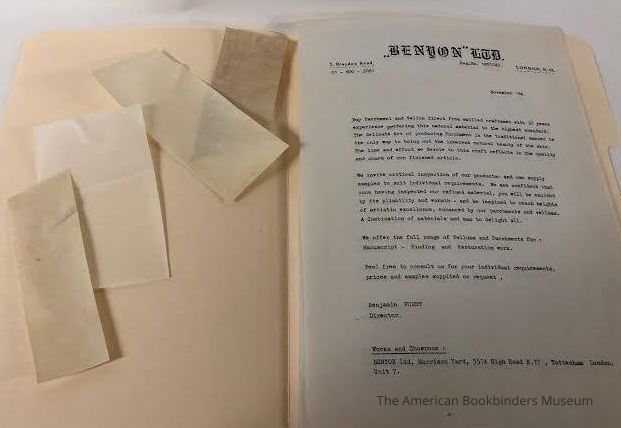 "BENYON" LTD.
Road,
Reg.No.
LONDON,
01 - 800 -
November '84
Buy Parchment and Vellum direct from skilled craftsmen with 30 years
experience producing this natural material to the highest standard.
The delicate Art of producing Parchment in the traditional manner is
the only way to bring out the inherent natural beauty of the skin.
The time and effort we devote to this craft reflects in the quality
and charm of our finished article.
We invite critical inspection of our products, and can supply
samples to suit individual requirements. We are confident that
once having inspected our refined material, you will be excited
by its pliability and warmth - and be inspired to reach heights
of artistic excellence, enhanced by our parchments and vellums.
A Combination of materials and man to delight all.
We offer the full range of Vellums and Parchments for :
Manuscript - Binding and Restoration work.
Feel free to consult us for your individual requirements,
prices and samples supplied on request .
Benjamin
Director.
Works and Showroom :
BENYON Ltd, Morrison Yard, 551A High Road N.17 , Tottenham London.
Unit 7.
The American Bookbinders Museum